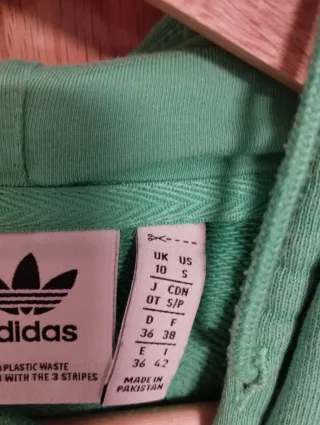 adidas
PLASTIC WASTE
WITH THE 3 STRIPES
UK US
10 S
J CDN
OT S/P
D F
36 38
E I
36 42
MADE IN
PAKISTAN